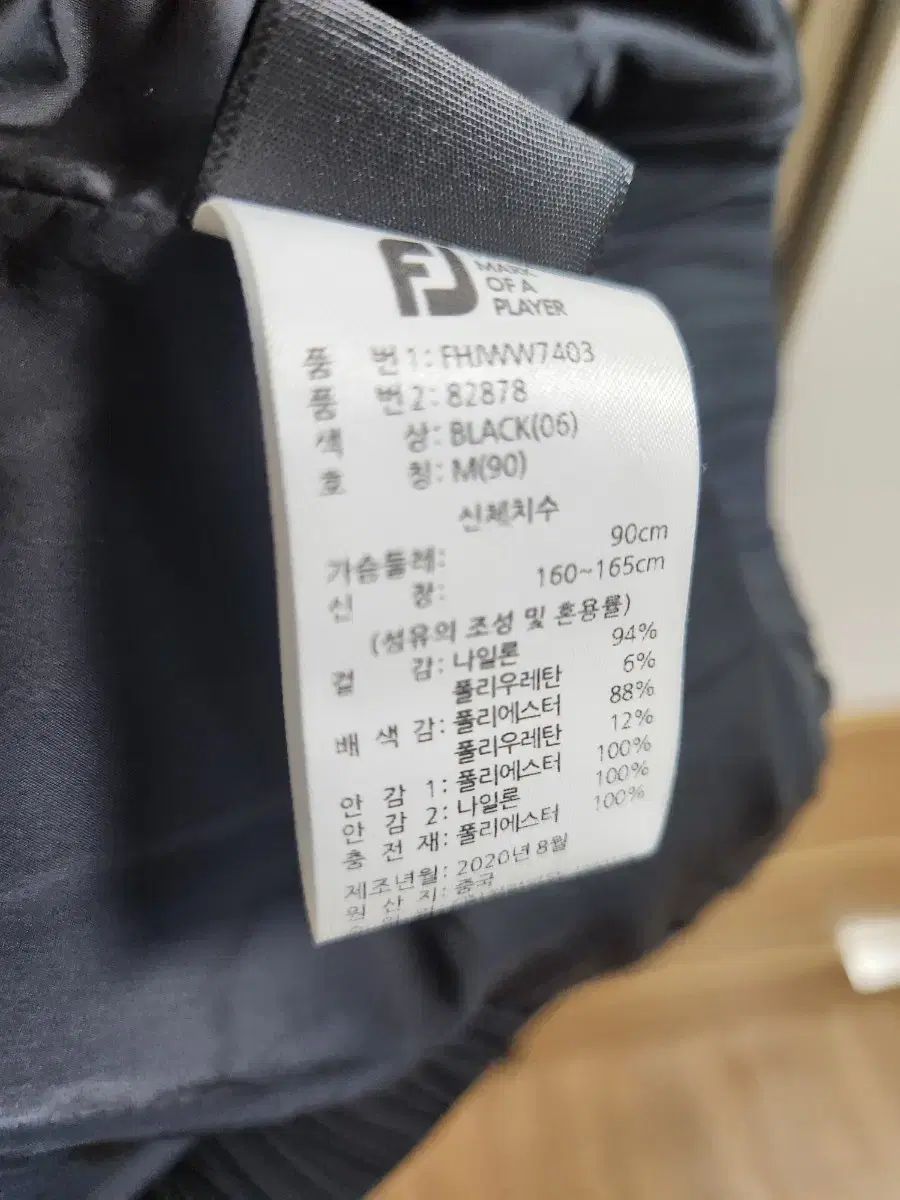 FJ MARK
OF A
PLAYER
품 번1: FHJWW7403
품 번2: 82878
색 상: BLACK(06)
호 칭: M(90)
신체치수
가슴둘레: 90cm
신 장: 160~165cm
(섬유의 조성 및 혼용률)
겉 감: 나일론 94%
폴리우레탄 6%
배 색 감: 폴리에스터 88%
폴리우레탄 12%
안 감 1: 폴리에스터 100%
안 감 2: 나일론 100%
충 전 재: 폴리에스터 100%
제조년월: 2020년 8월
원 산 지: 중국